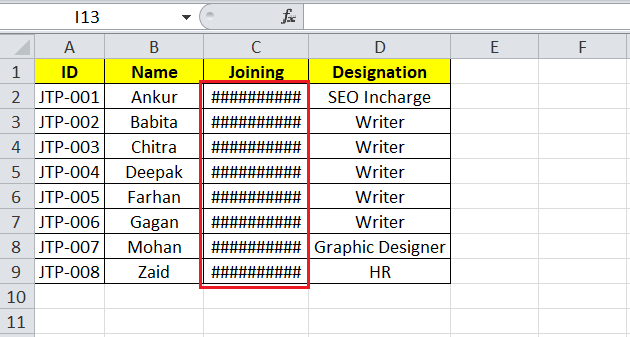 I13 fx
A B C D E F
1 ID Name Joining Designation
2 JTP-001 Ankur ########## SEO Incharge
3 JTP-002 Babita ########## Writer
4 JTP-003 Chitra ########## Writer
5 JTP-004 Deepak ########## Writer
6 JTP-005 Farhan ########## Writer
7 JTP-006 Gagan ########## Writer
8 JTP-007 Mohan ########## Graphic Designer
9 JTP-008 Zaid ########## HR
10
11